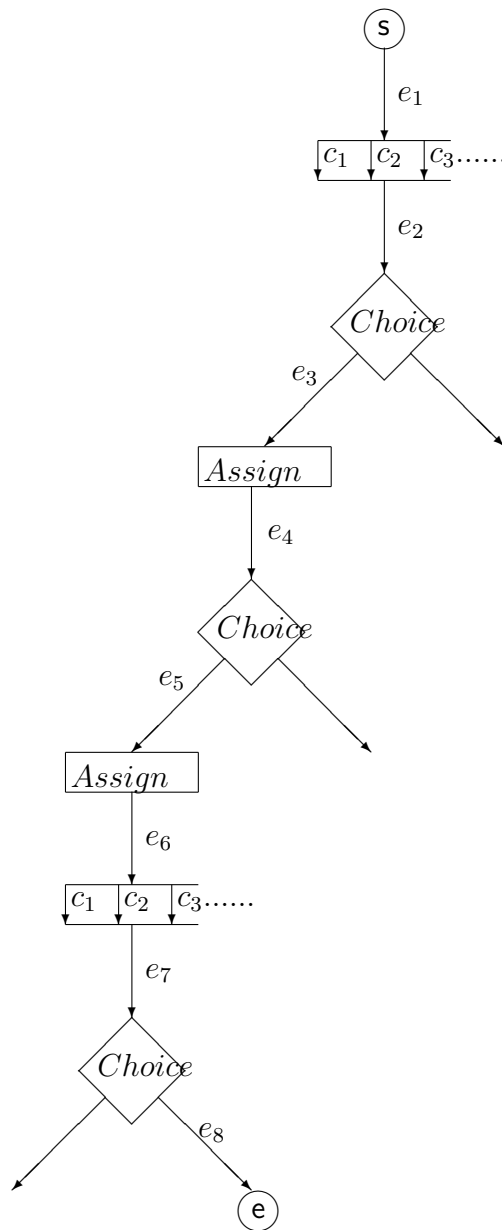 s
e₁
c₁ c₂ c₃......
e₂
Choice
e₃
Assign
e₄
Choice
e₅
Assign
e₆
c₁ c₂ c₃......
e₇
Choice
e₈
e